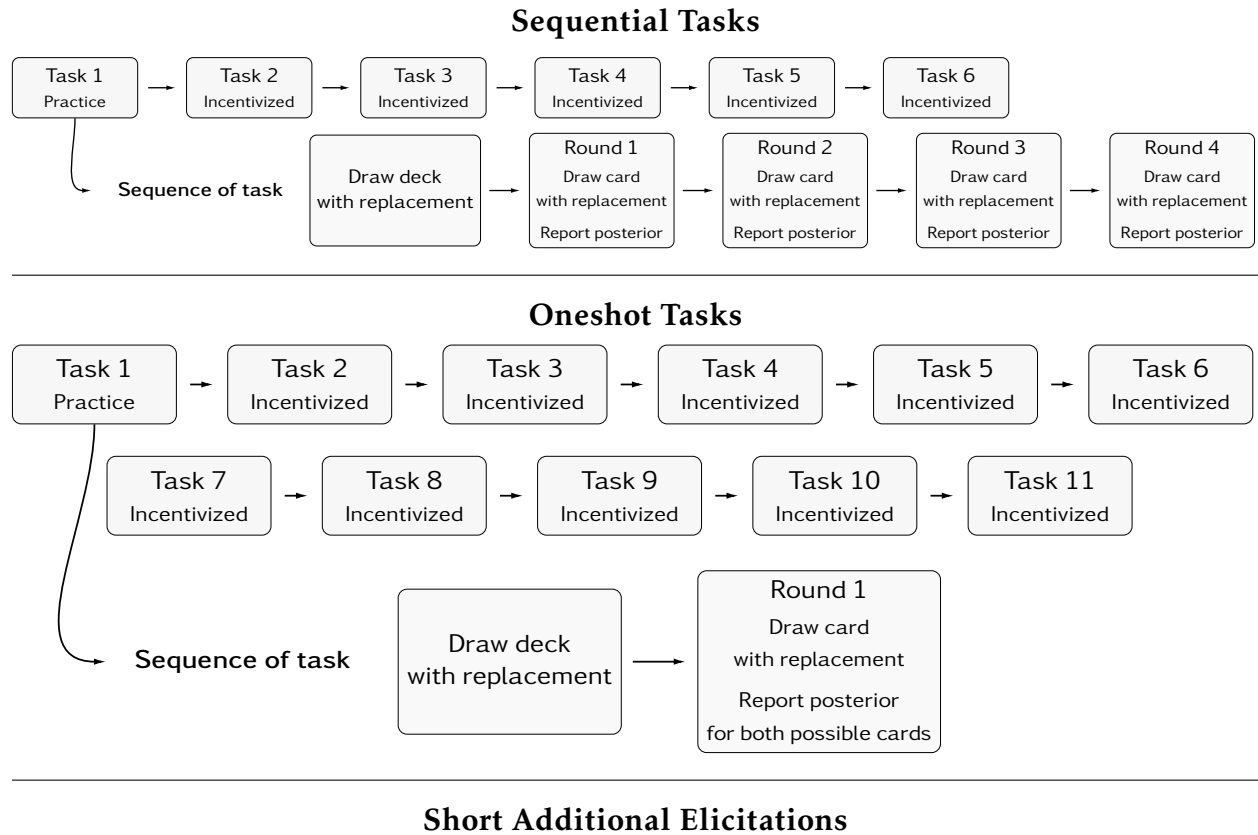 Sequential Tasks
Task 1
Practice
Task 2
Incentivized
Task 3
Incentivized
Task 4
Incentivized
Task 5
Incentivized
Task 6
Incentivized
Sequence of task
Draw deck
with replacement
Round 1
Draw card
with replacement
Report posterior
Round 2
Draw card
with replacement
Report posterior
Round 3
Draw card
with replacement
Report posterior
Round 4
Draw card
with replacement
Report posterior
Oneshot Tasks
Task 1
Practice
Task 2
Incentivized
Task 3
Incentivized
Task 4
Incentivized
Task 5
Incentivized
Task 6
Incentivized
Task 7
Incentivized
Task 8
Incentivized
Task 9
Incentivized
Task 10
Incentivized
Task 11
Incentivized
Sequence of task
Draw deck
with replacement
Round 1
Draw card
with replacement
Report posterior
for both possible cards
Short Additional Elicitations